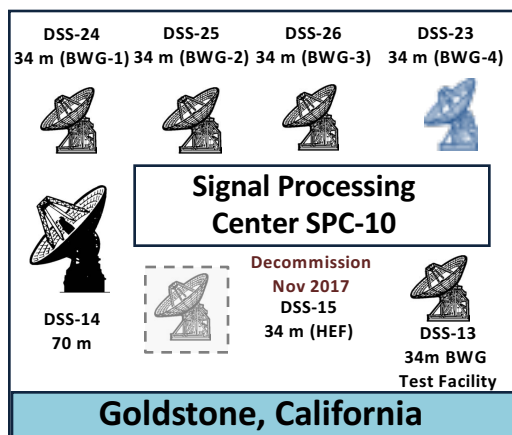 DSS-24 DSS-25 DSS-26 DSS-23
34 m (BWG-1) 34 m (BWG-2) 34 m (BWG-3) 34 m (BWG-4)
Signal Processing
Center SPC-10
Decommission
Nov 2017
DSS-15
34 m (HEF)
DSS-14
70 m
DSS-13
34m BWG
Test Facility
Goldstone, California